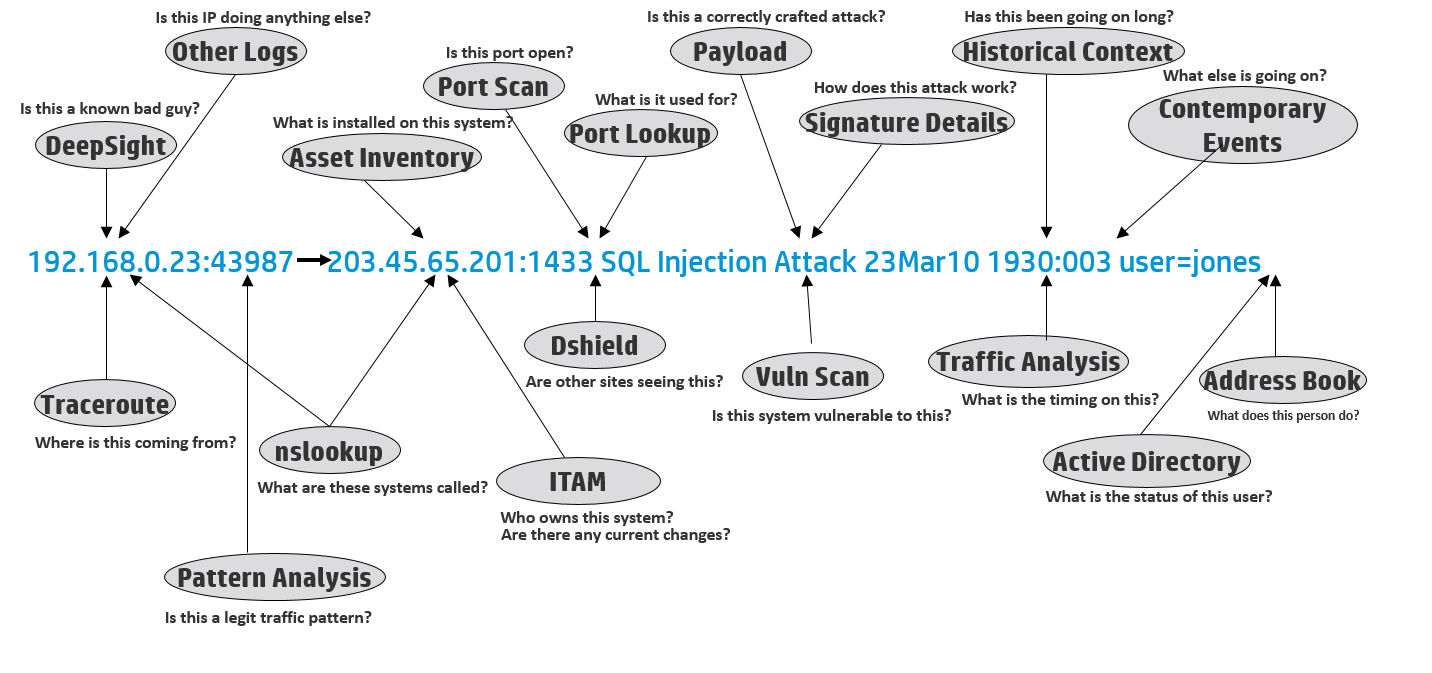 Is this IP doing anything else?
Other Logs
Is this a known bad guy?
DeepSight
Is this port open?
Port Scan
What is installed on this system?
Asset Inventory
What is it used for?
Port Lookup
Is this a correctly crafted attack?
Payload
How does this attack work?
Signature Details
Has this been going on long?
Historical Context
What else is going on?
Contemporary
Events
192.168.0.23:43987 203.45.65.201:1433 SQL Injection Attack 23Mar10 1930:003 user=jones
Traceroute
Where is this coming from?
nslookup
What are these systems called?
Pattern Analysis
Is this a legit traffic pattern?
ITAM
Who owns this system?
Are there any current changes?
Dshield
Are other sites seeing this?
Vuln Scan
Is this system vulnerable to this?
Traffic Analysis
What is the timing on this?
Active Directory
What is the status of this user?
Address Book
What does this person do?